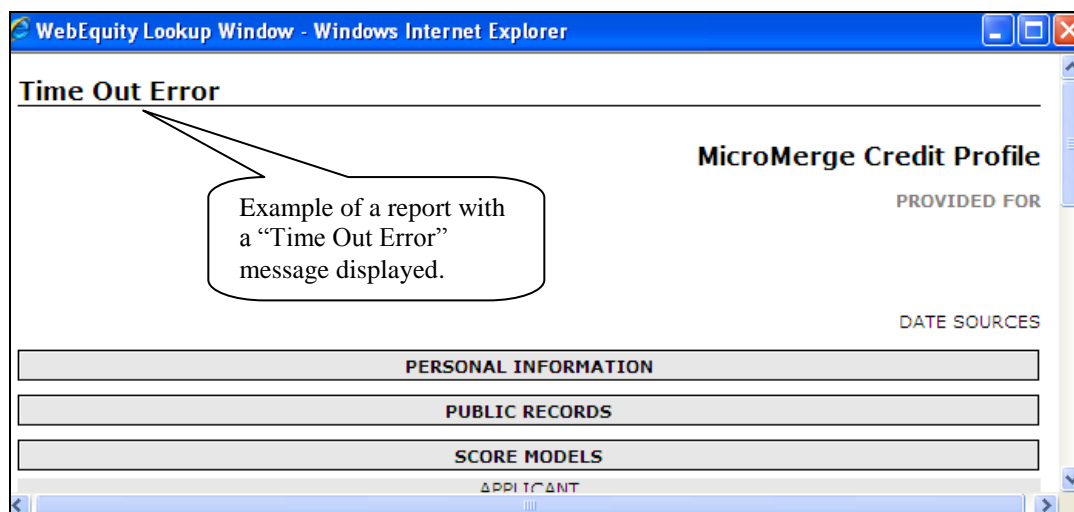 WebEquity Lookup Window - Windows Internet Explorer
Time Out Error
MicroMerge Credit Profile
PROVIDED FOR
Example of a report with
a “Time Out Error”
message displayed.
DATE SOURCES
PERSONAL INFORMATION
PUBLIC RECORDS
SCORE MODELS
APPLICANT